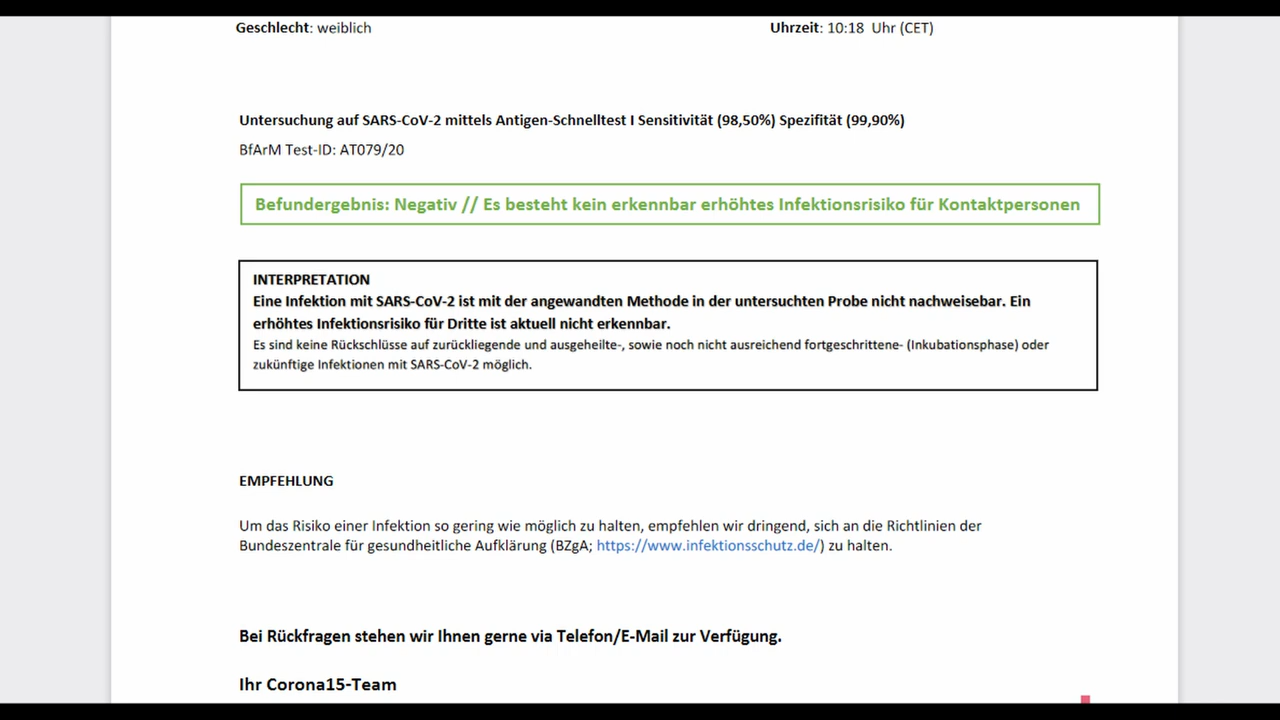 Geschlecht: weiblich
Uhrzeit: 10:18 Uhr (CET)
Untersuchung auf SARS-CoV-2 mittels Antigen-Schnelltest I Sensitivität (98,50%) Spezifität (99,90%)
BfArM Test-ID: AT079/20
Befundergebnis: Negativ // Es besteht kein erkennbar erhöhtes Infektionsrisiko für Kontaktpersonen
INTERPRETATION
Eine Infektion mit SARS-CoV-2 ist mit der angewandten Methode in der untersuchten Probe nicht nachweisebar. Ein
erhöhtes Infektionsrisiko für Dritte ist aktuell nicht erkennbar.
Es sind keine Rückschlüsse auf zurückliegende und ausgeheilte-, sowie noch nicht ausreichend fortgeschrittene- (Inkubationsphase) oder
zukünftige Infektionen mit SARS-CoV-2 möglich.
EMPFEHLUNG
Um das Risiko einer Infektion so gering wie möglich zu halten, empfehlen wir dringend, sich an die Richtlinien der
Bundeszentrale für gesundheitliche Aufklärung (BZgA; https://www.infektionsschutz.de/) zu halten.
Bei Rückfragen stehen wir Ihnen gerne via Telefon/E-Mail zur Verfügung.
Ihr Corona15-Team